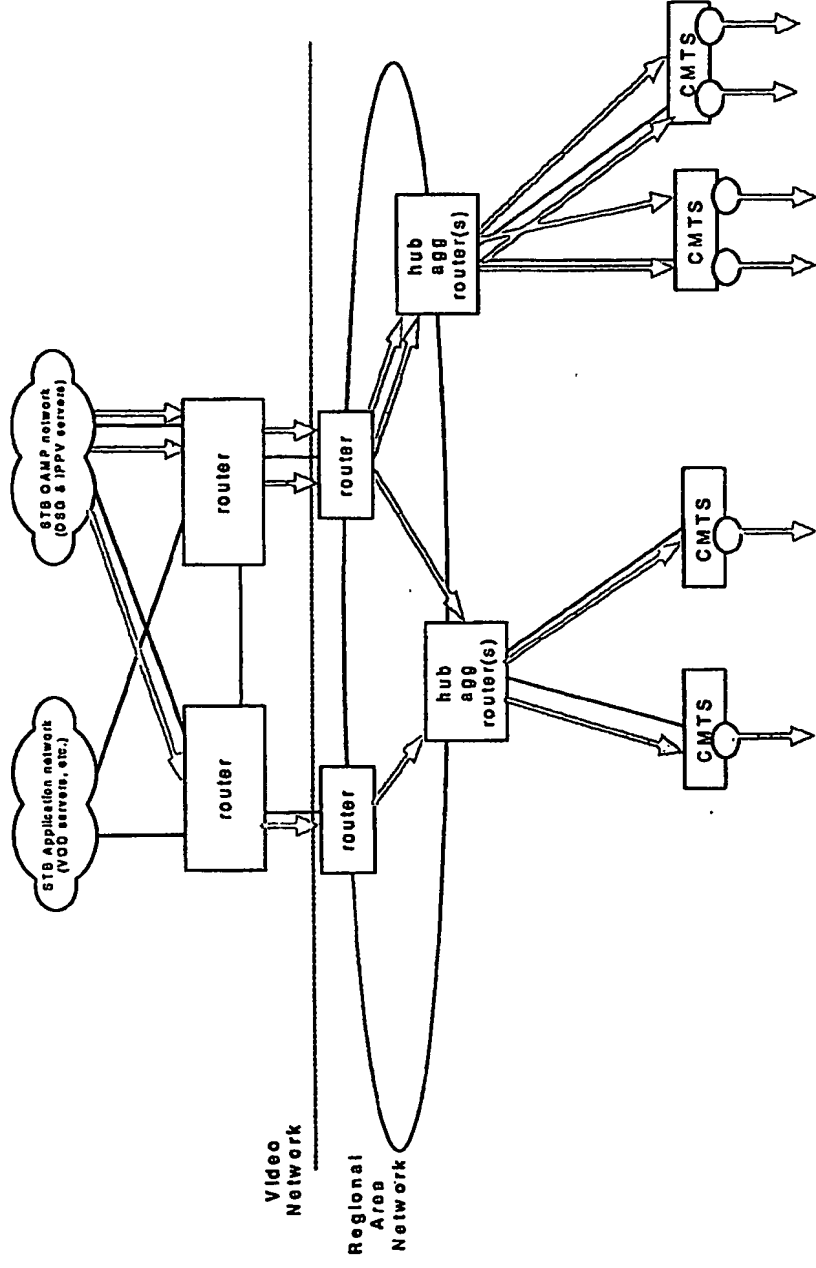 STB Application network
(VOD servers, etc.)
STB OAMP network
(DSG & IPPV servers)
router
router
Video
Network
router
router
Regional
Area
Network
hub
agg
router(s)
hub
agg
router(s)
CMTS
CMTS
CMTS
CMTS